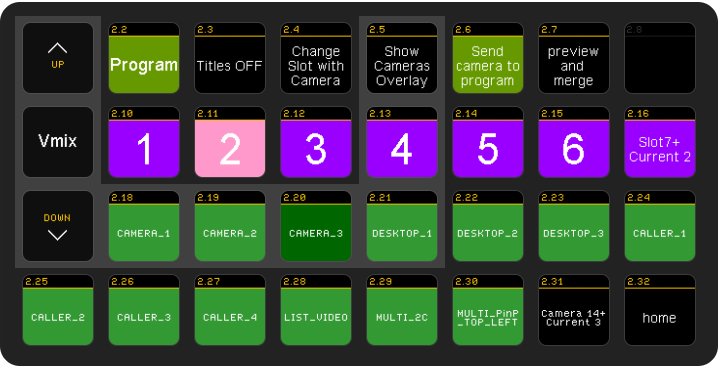 UP
2.2
Program
2.3
Titles OFF
2.4
Change
Slot with
Camera
2.5
Show
Cameras
Overlay
2.6
Send
camera to
program
2.7
preview
and
merge
2.8
Vmix
2.10
1
2.11
2
2.12
3
2.13
4
2.14
5
2.15
6
2.16
Slot7+
Current 2
DOWN
2.18
CAMERA_1
2.19
CAMERA_2
2.20
CAMERA_3
2.21
DESKTOP_1
2.22
DESKTOP_2
2.23
DESKTOP_3
2.24
CALLER_1
2.25
CALLER_2
2.26
CALLER_3
2.27
CALLER_4
2.28
LIST_VIDEO
2.29
MULTI_2C
2.30
MULTI_PinP
_TOP_LEFT
2.31
Camera 14+
Current 3
2.32
home